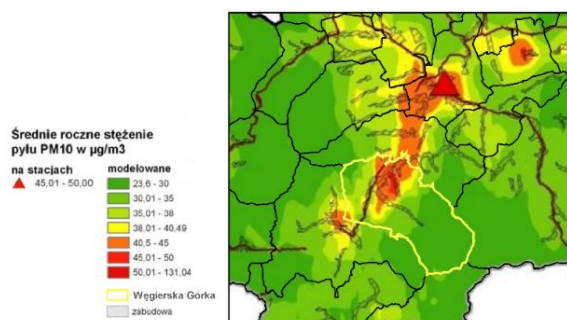 Średnie roczne stężenie
pyłu PM10 w µg/m3
na stacjach
45,01 - 50,00
modelowane
23,6 - 30
30,01 - 35
35,01 - 38
38,01 - 40,49
40,5 - 45
45,01 - 50
50,01 - 131,04
Węgierska Górka
zabudowa